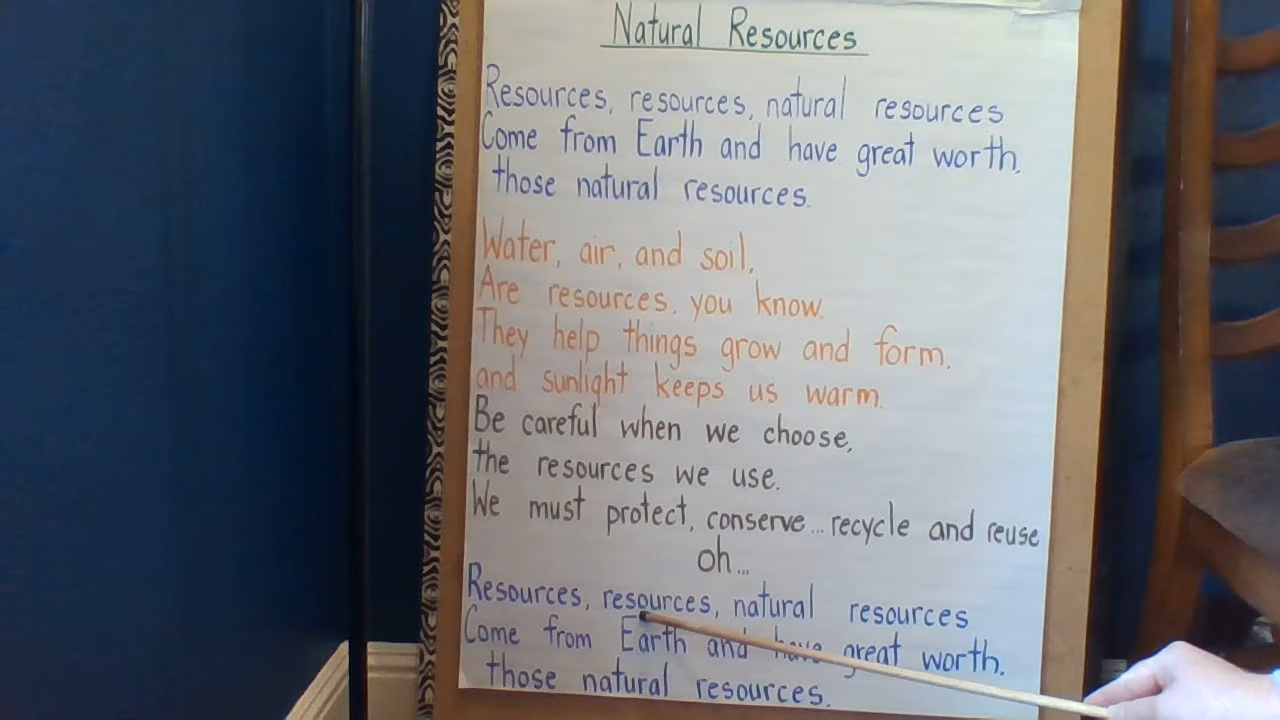 Natural Resources
Resources, resources, natural resources
Come from Earth and have great worth,
those natural resources.
Water, air, and soil,
Are resources, you know.
They help things grow and form,
and sunlight keeps us warm.
Be careful when we choose,
the resources we use.
We must protect, conserve... recycle and reuse
oh...
Resources, resources, natural resources
Come from Earth and have great worth,
those natural resources.